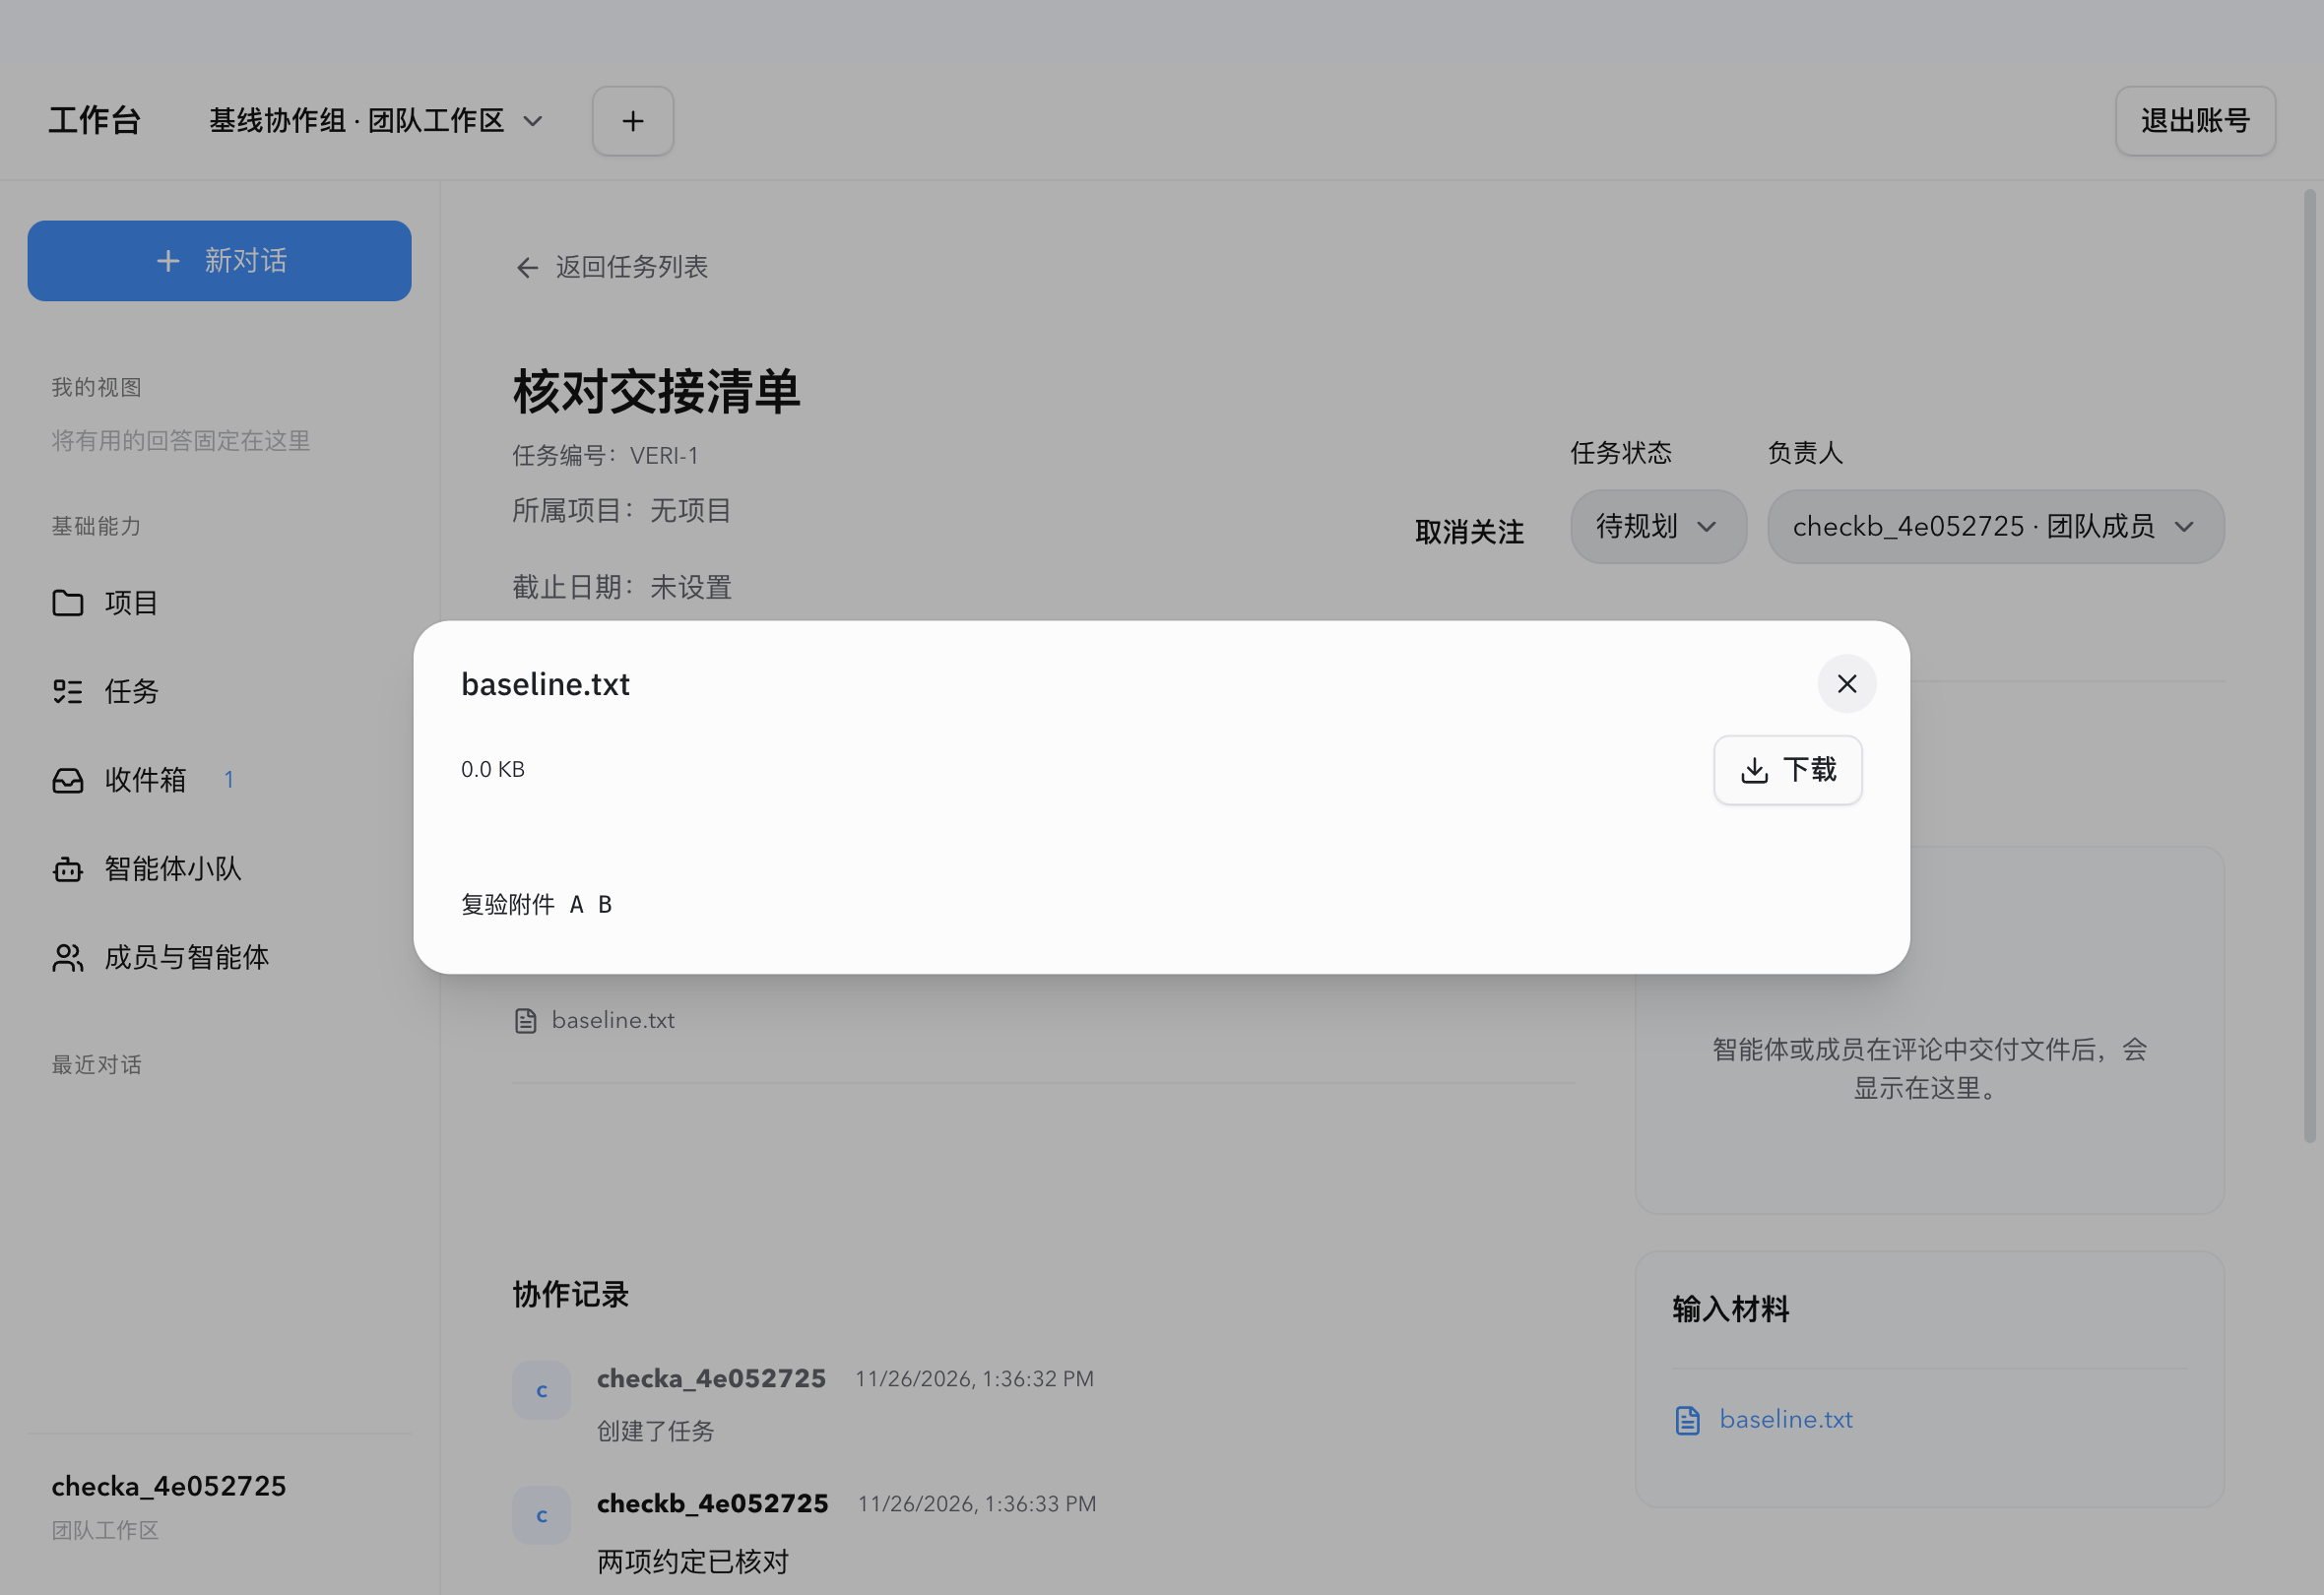 工作台
基线协作组 · 团队工作区
退出账号
新对话
我的视图
将有用的回答固定在这里
基础能力
项目
任务
收件箱 1
智能体小队
成员与智能体
最近对话
checka_4e052725
团队工作区
返回任务列表
核对交接清单
任务编号：VERI-1
所属项目：无项目
截止日期：未设置
取消关注
任务状态
待规划
负责人
checkb_4e052725 · 团队成员
baseline.txt
0.0 KB
下载
复验附件 A B
baseline.txt
协作记录
checka_4e052725 11/26/2026, 1:36:32 PM
创建了任务
checkb_4e052725 11/26/2026, 1:36:33 PM
两项约定已核对
智能体或成员在评论中交付文件后，会
显示在这里。
输入材料
baseline.txt